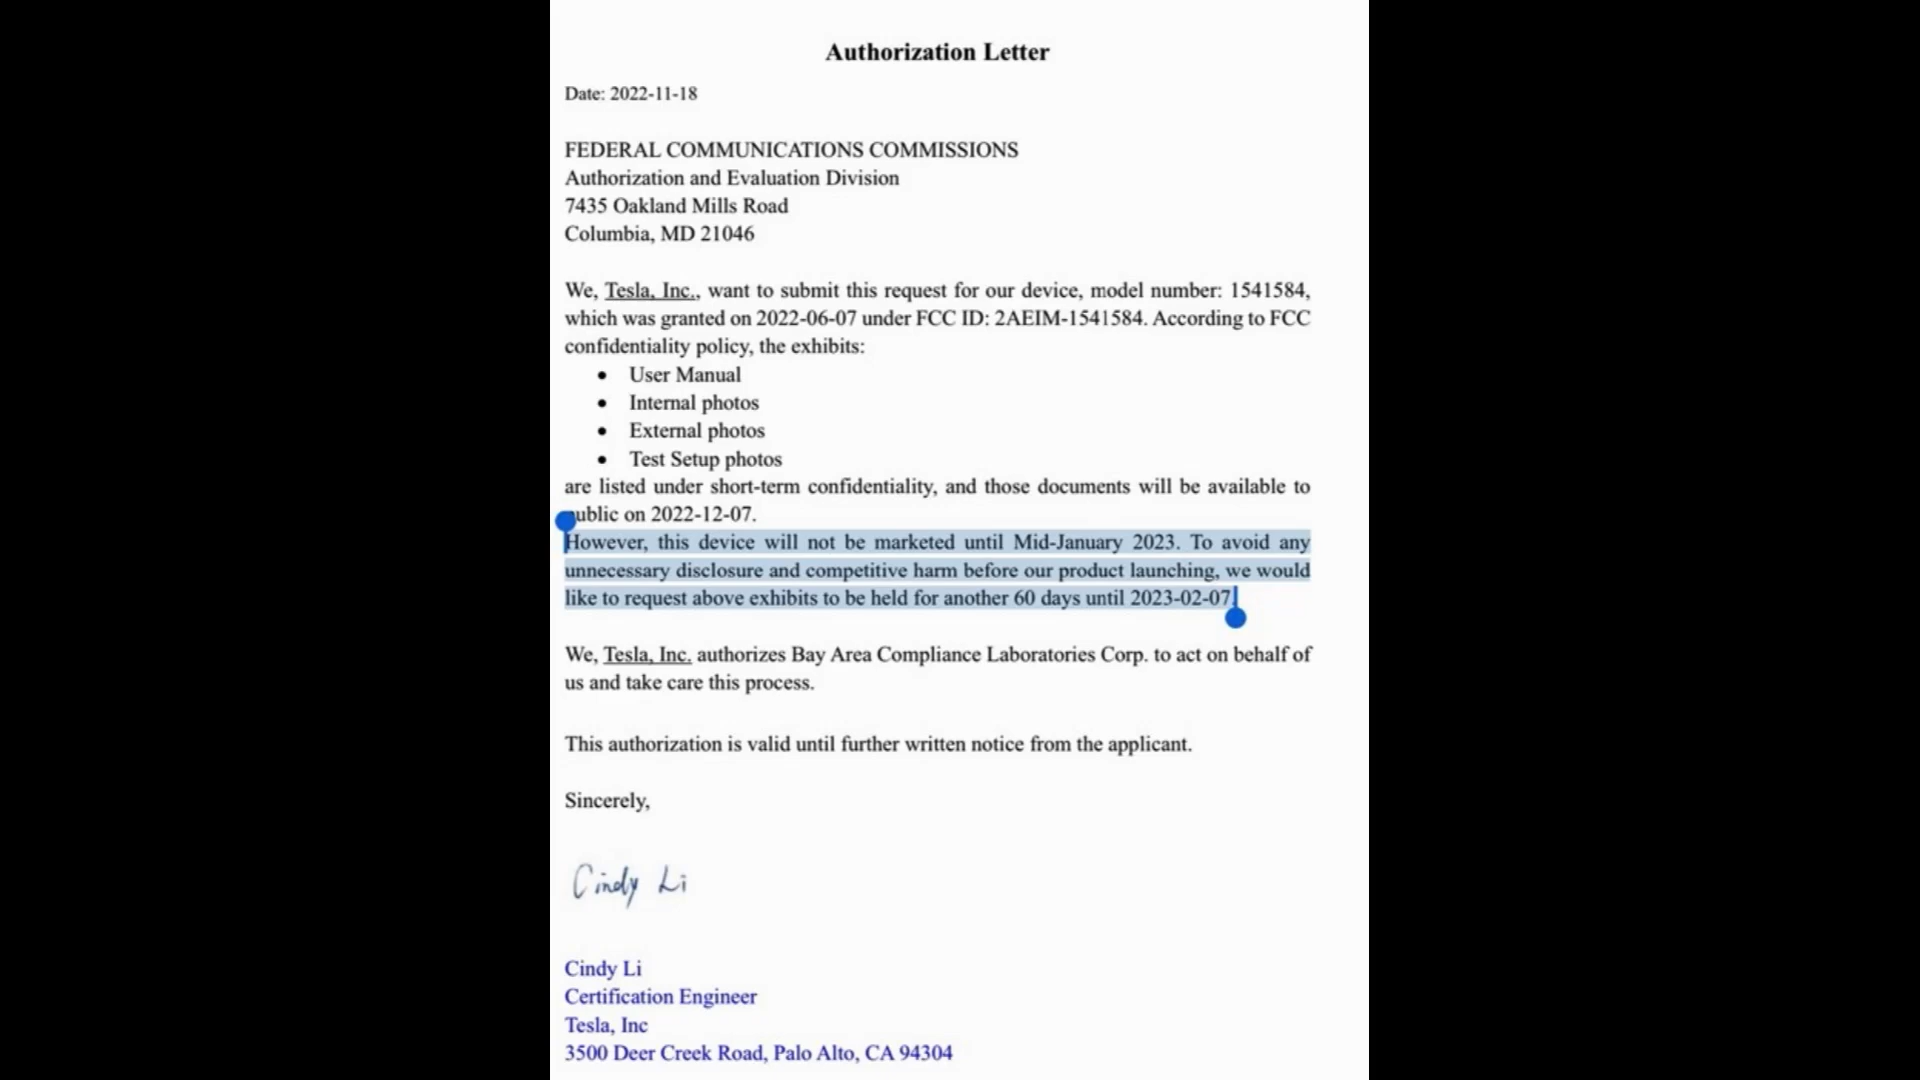 Authorization Letter
Date: 2022-11-18
FEDERAL COMMUNICATIONS COMMISSIONS
Authorization and Evaluation Division
7435 Oakland Mills Road
Columbia, MD 21046
We, Tesla, Inc., want to submit this request for our device, model number: 1541584,
which was granted on 2022-06-07 under FCC ID: 2AEIM-1541584. According to FCC
confidentiality policy, the exhibits:
• User Manual
• Internal photos
• External photos
• Test Setup photos
are listed under short-term confidentiality, and those documents will be available to
public on 2022-12-07.
However, this device will not be marketed until Mid-January 2023. To avoid any
unnecessary disclosure and competitive harm before our product launching, we would
like to request above exhibits to be held for another 60 days until 2023-02-07.
We, Tesla, Inc. authorizes Bay Area Compliance Laboratories Corp. to act on behalf of
us and take care this process.
This authorization is valid until further written notice from the applicant.
Sincerely,
Cindy Li
Cindy Li
Certification Engineer
Tesla, Inc
3500 Deer Creek Road, Palo Alto, CA 94304